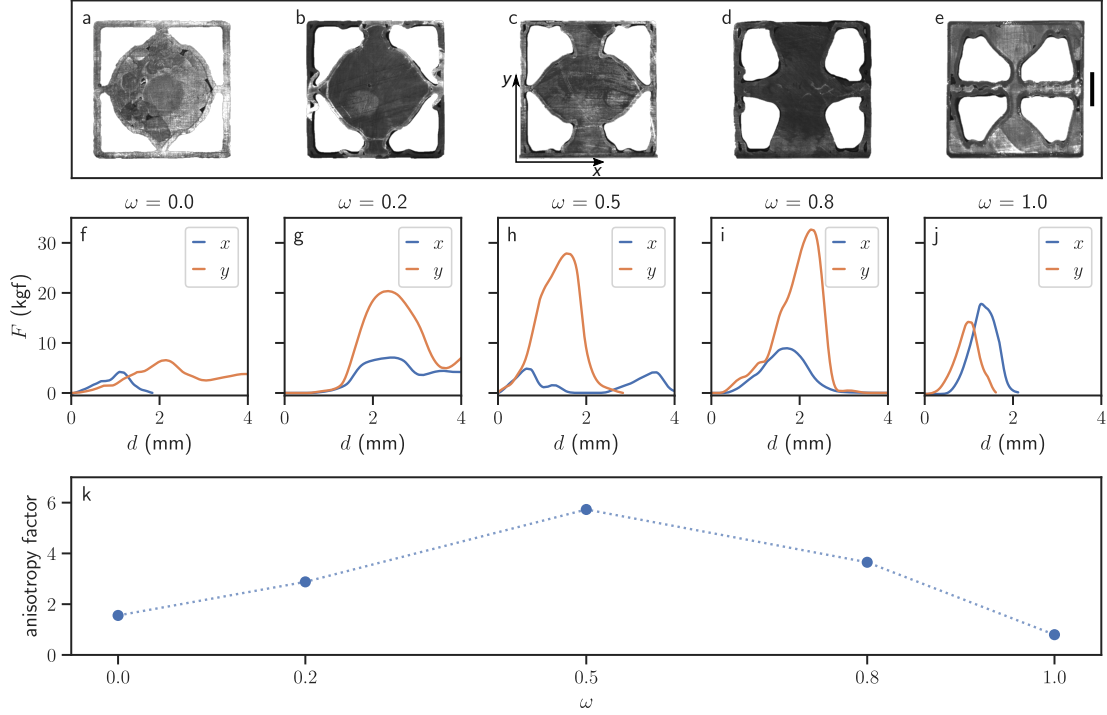 a b c d e
y
x
ω = 0.0 ω = 0.2 ω = 0.5 ω = 0.8 ω = 1.0
f g h i j
x x x x x
y y y y y
30
20
10
0
F (kgf)
0 2 4 0 2 4 0 2 4 0 2 4 0 2 4
d (mm) d (mm) d (mm) d (mm) d (mm)
k
6
4
2
0
anisotropy factor
0.0 0.2 0.5 0.8 1.0
ω